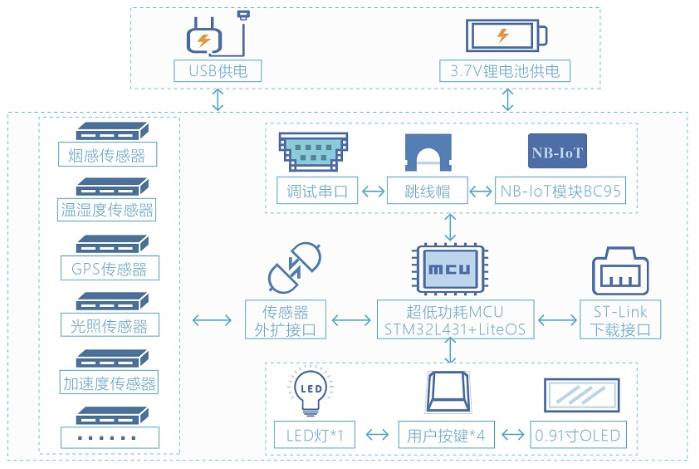 USB供电
3.7V锂电池供电
烟感传感器
温湿度传感器
GPS传感器
光照传感器
加速度传感器
······
NB-IoT
调试串口
跳线帽
NB-IoT模块BC95
mcu
传感器
外扩接口
超低功耗MCU
STM32L431+LiteOS
ST-Link
下载接口
LED
LED灯*1
用户按键*4
0.91寸OLED